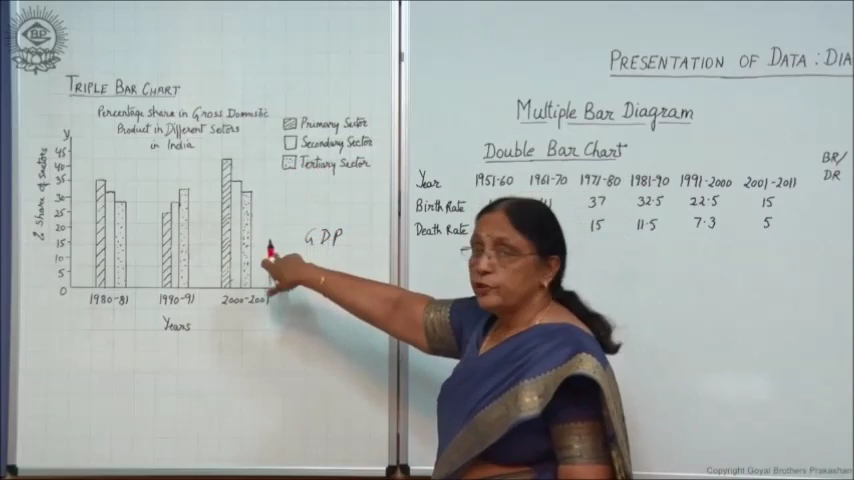 BP
TRIPLE BAR CHART
Percentage share in Gross Domestic
Product in Different Setors
in India
Primary Sector
Secondary Sector
Tertiary Sector
y
% Share of Sectors
45
40
35
30
25
20
15
10
5
0
1980-81 1990-91 2000-2001
Years
GDP
PRESENTATION OF DATA : DIA
Multiple Bar Diagram
Double Bar Chart
BR/
DR
Year 1951-60 1961-70 1971-80 1981-90 1991-2000 2001-2011
Birth Rate 37 32.5 22.5 15
Death Rate 15 11.5 7.3 5
Copyright Goyal Brothers Prakashan